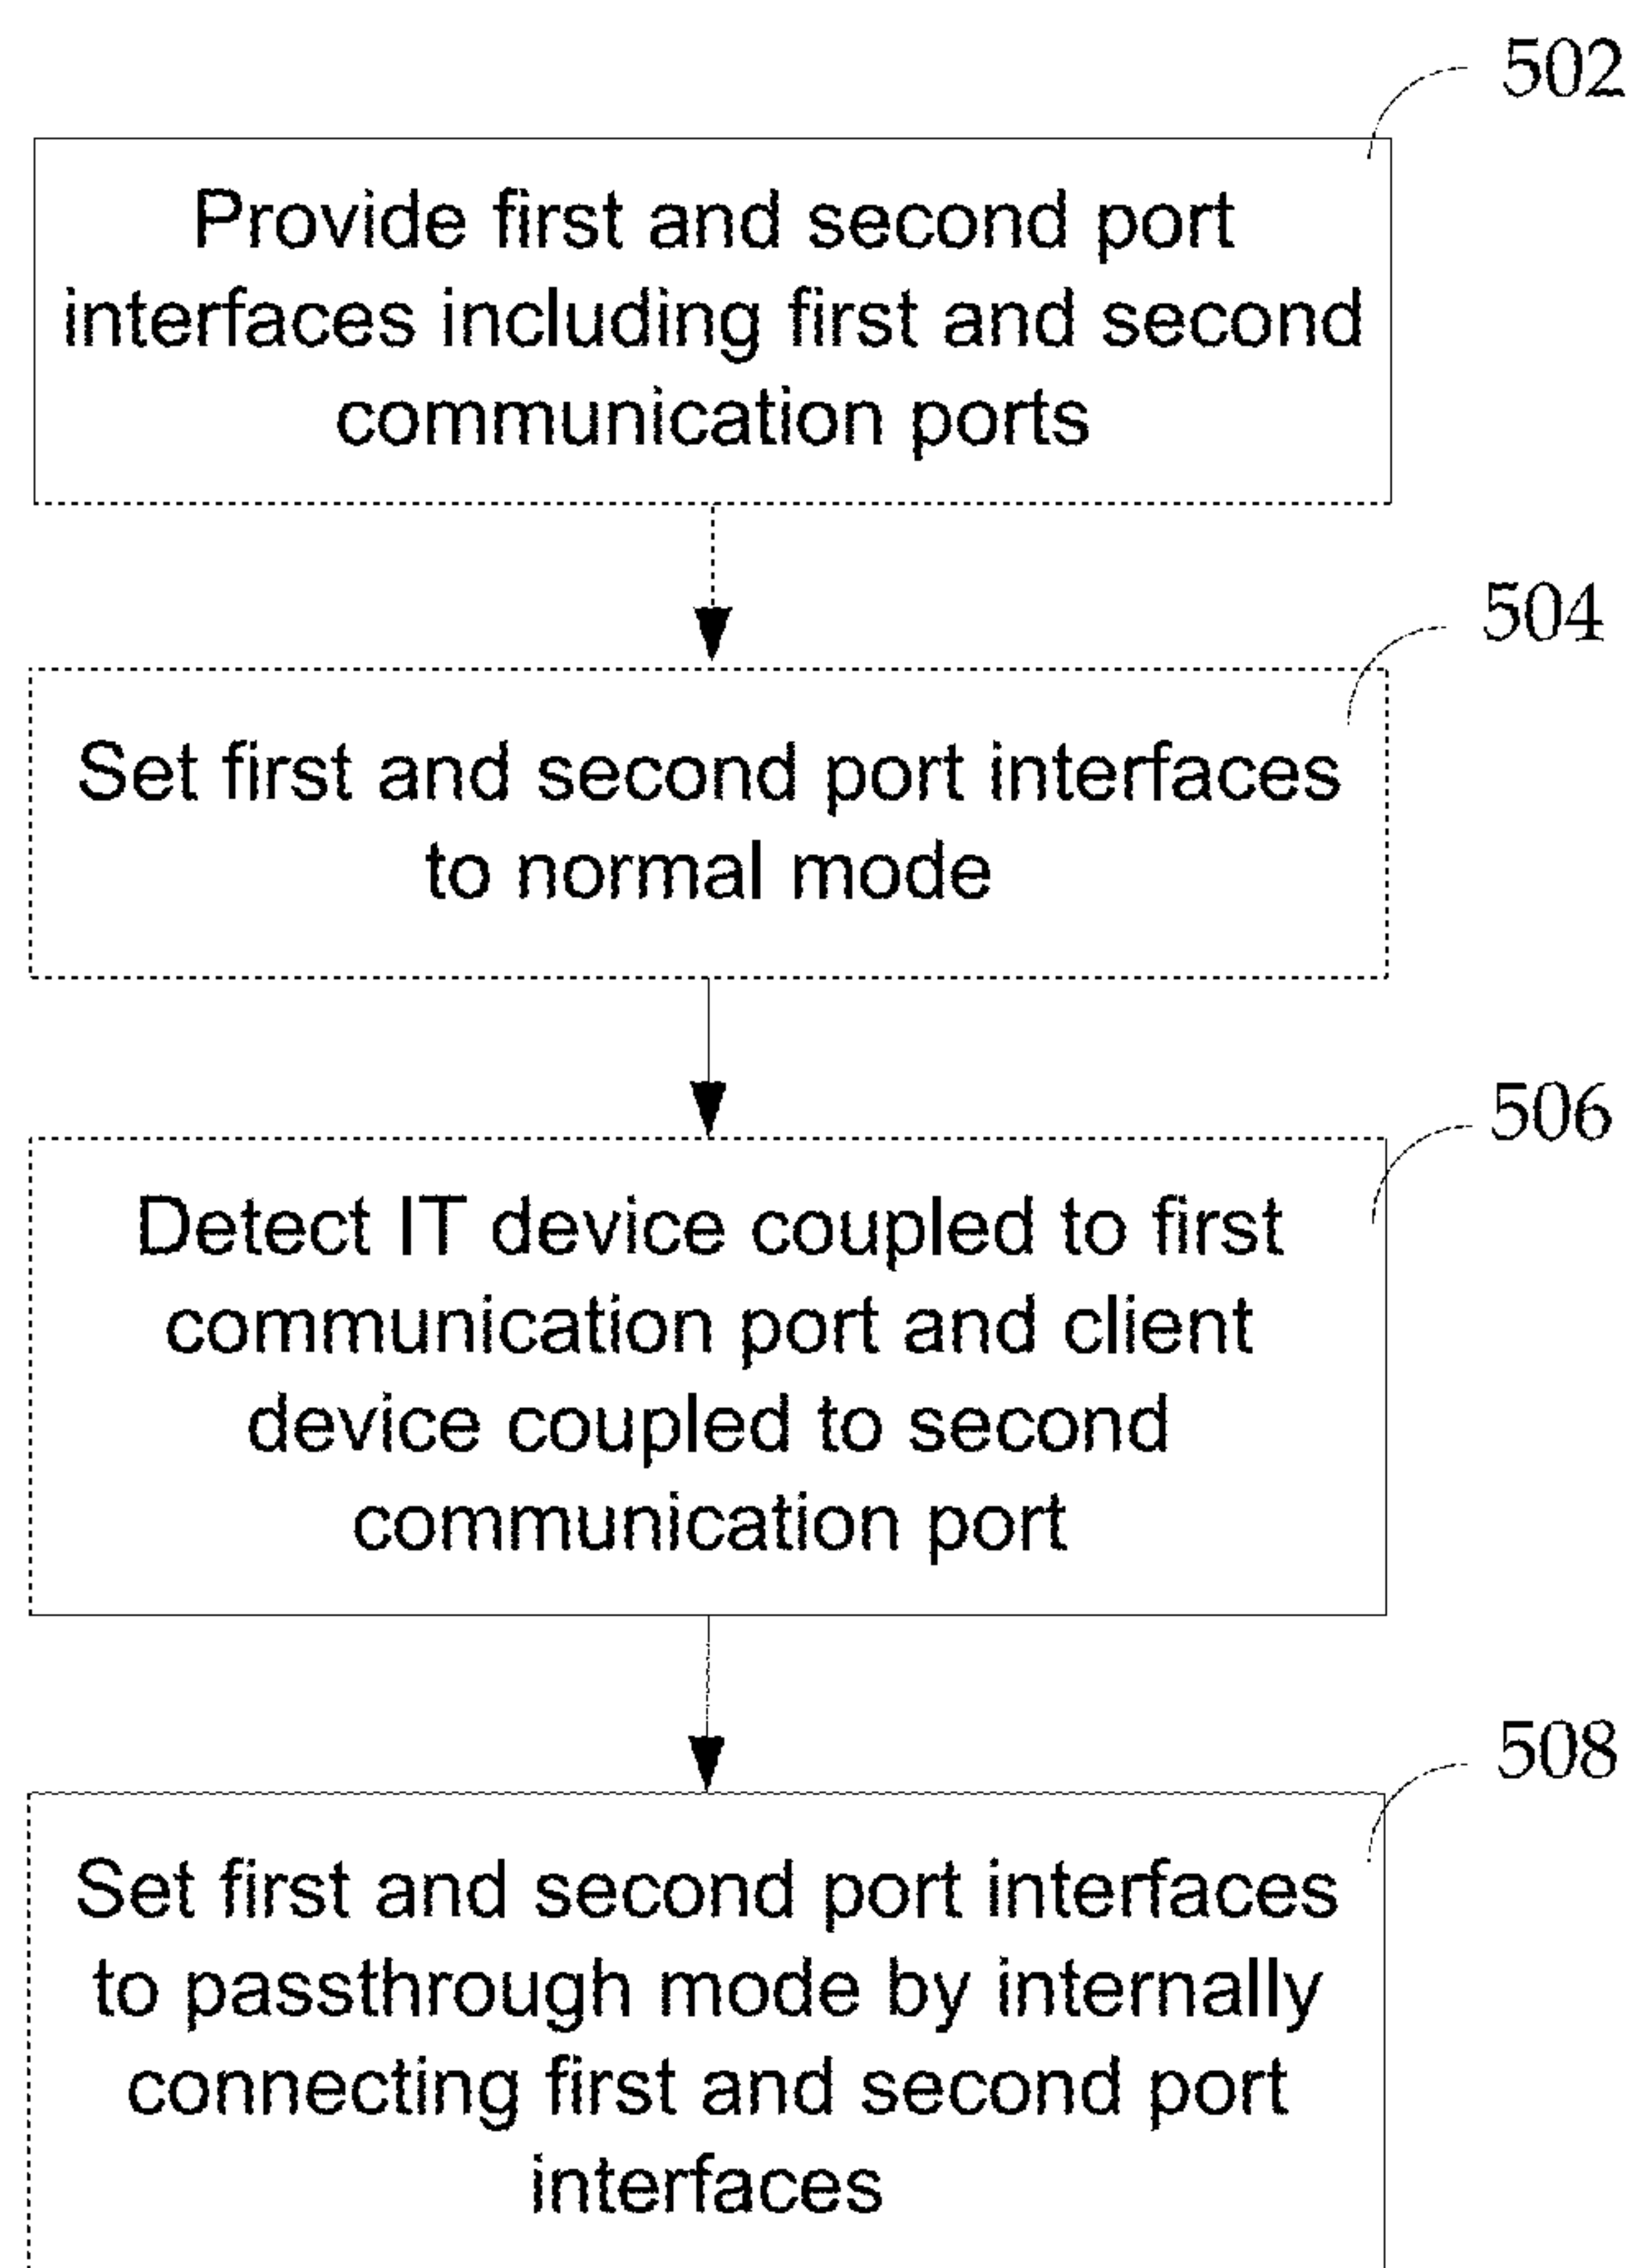 502
Provide first and second port
interfaces including first and second
communication ports
504
Set first and second port interfaces
to normal mode
506
Detect IT device coupled to first
communication port and client
device coupled to second
communication port
508
Set first and second port interfaces
to passthrough mode by internally
connecting first and second port
interfaces